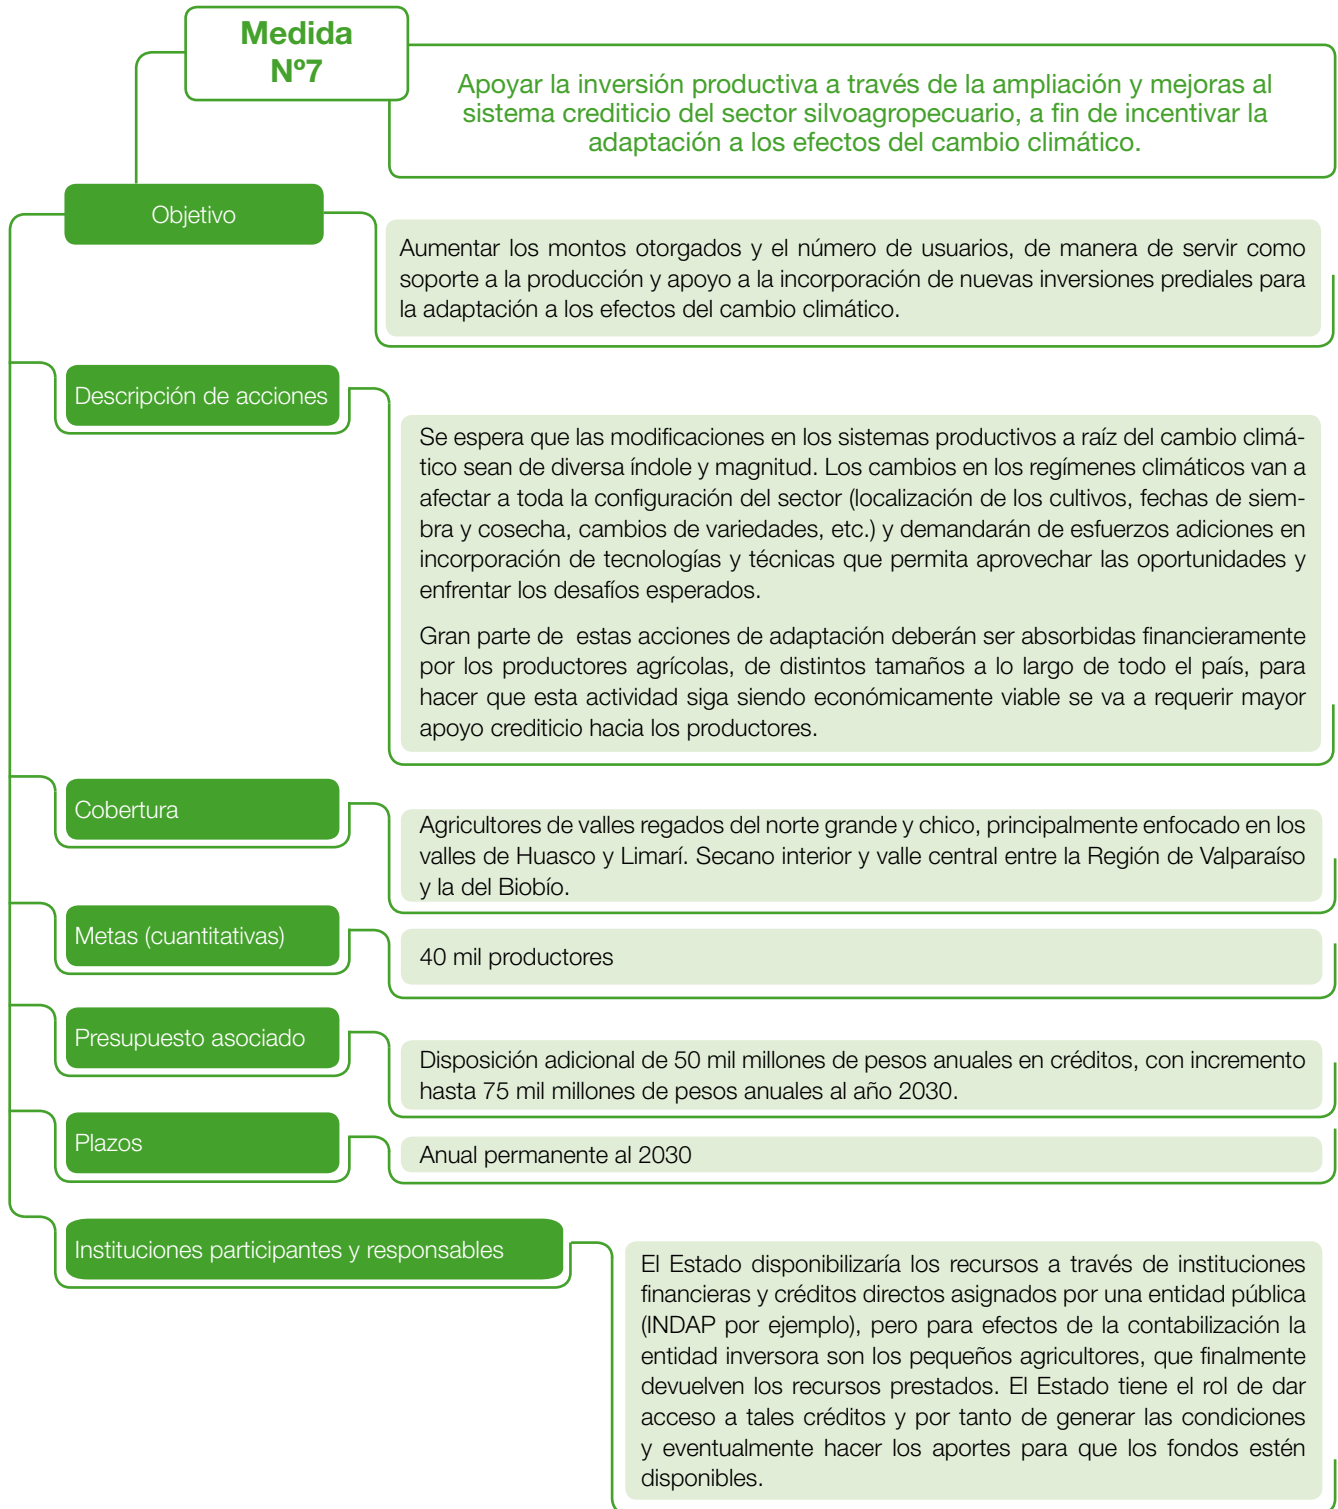 Medida
Nº7
Apoyar la inversión productiva a través de la ampliación y mejoras al
sistema crediticio del sector silvoagropecuario, a fin de incentivar la
adaptación a los efectos del cambio climático.
Objetivo
Aumentar los montos otorgados y el número de usuarios, de manera de servir como
soporte a la producción y apoyo a la incorporación de nuevas inversiones prediales para
la adaptación a los efectos del cambio climático.
Descripción de acciones
Se espera que las modificaciones en los sistemas productivos a raíz del cambio climá-
tico sean de diversa índole y magnitud. Los cambios en los regímenes climáticos van a
afectar a toda la configuración del sector (localización de los cultivos, fechas de siem-
bra y cosecha, cambios de variedades, etc.) y demandarán de esfuerzos adiciones en
incorporación de tecnologías y técnicas que permita aprovechar las oportunidades y
enfrentar los desafíos esperados.
Gran parte de estas acciones de adaptación deberán ser absorbidas financieramente
por los productores agrícolas, de distintos tamaños a lo largo de todo el país, para
hacer que esta actividad siga siendo económicamente viable se va a requerir mayor
apoyo crediticio hacia los productores.
Cobertura
Agricultores de valles regados del norte grande y chico, principalmente enfocado en los
valles de Huasco y Limarí. Secano interior y valle central entre la Región de Valparaíso
y la del Biobío.
Metas (cuantitativas)
40 mil productores
Presupuesto asociado
Disposición adicional de 50 mil millones de pesos anuales en créditos, con incremento
hasta 75 mil millones de pesos anuales al año 2030.
Plazos
Anual permanente al 2030
Instituciones participantes y responsables
El Estado disponibilizaría los recursos a través de instituciones
financieras y créditos directos asignados por una entidad pública
(INDAP por ejemplo), pero para efectos de la contabilización la
entidad inversora son los pequeños agricultores, que finalmente
devuelven los recursos prestados. El Estado tiene el rol de dar
acceso a tales créditos y por tanto de generar las condiciones
y eventualmente hacer los aportes para que los fondos estén
disponibles.